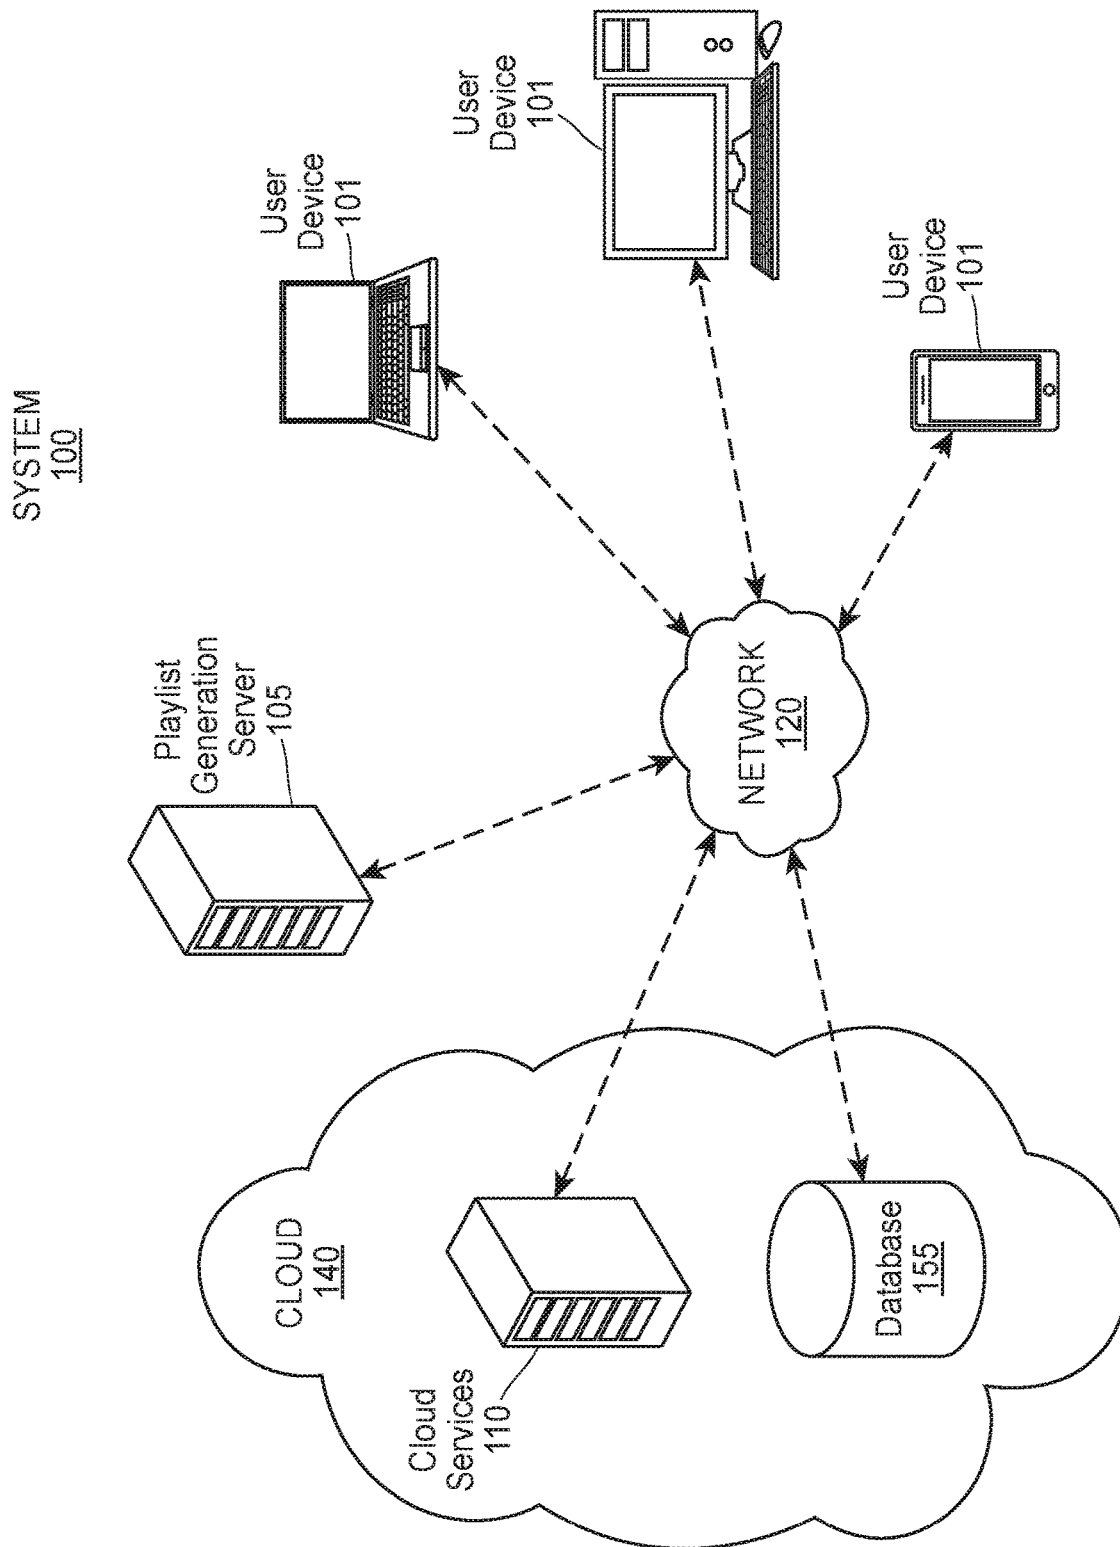 SYSTEM
100
Playlist
Generation
Server
105
User
Device
101
User
Device
101
User
Device
101
NETWORK
120
CLOUD
140
Cloud
Services
110
Database
155